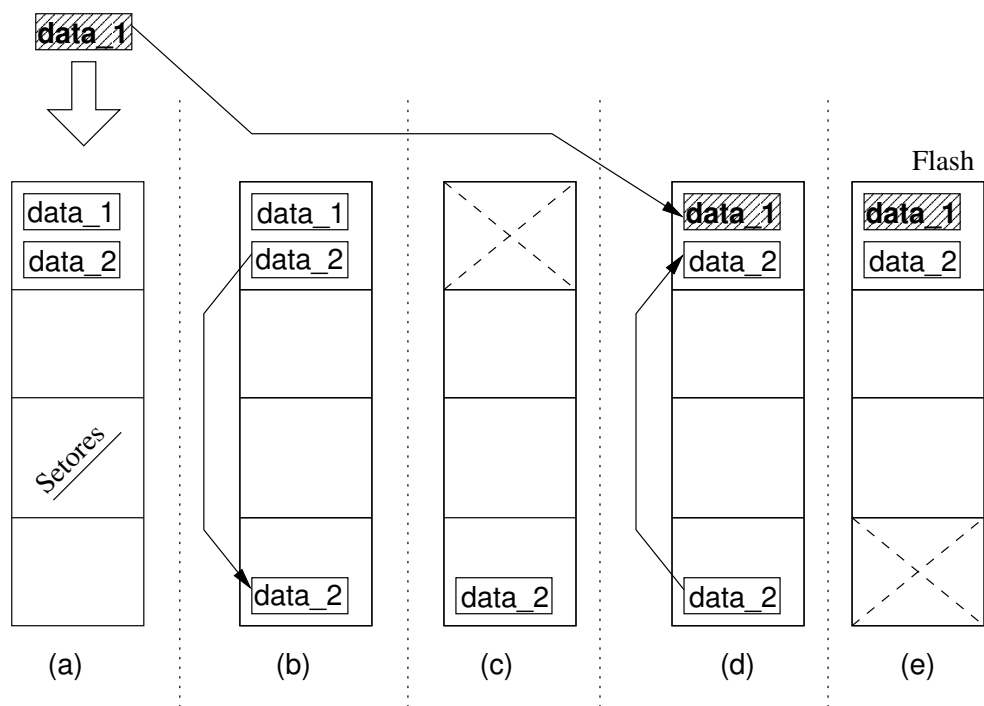 data_1
Flash
data_1
data_2
Setores
data_1
data_2
data_2
data_2
data_1
data_2
data_2
data_1
data_2
(a)
(b)
(c)
(d)
(e)